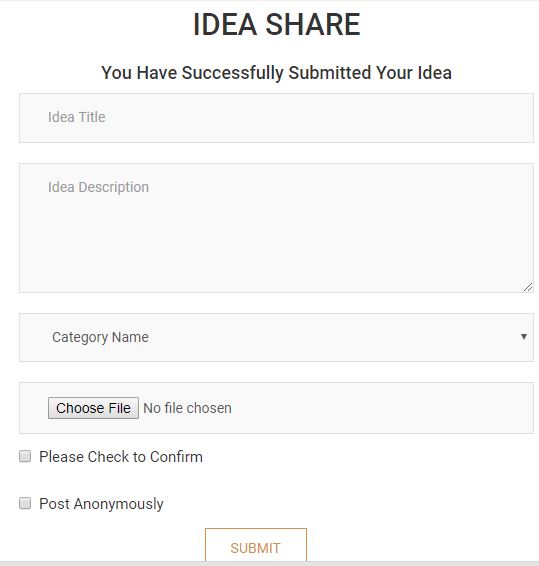 IDEA SHARE
You Have Successfully Submitted Your Idea
Idea Title
Idea Description
Category Name
Choose File No file chosen
Please Check to Confirm
Post Anonymously
SUBMIT